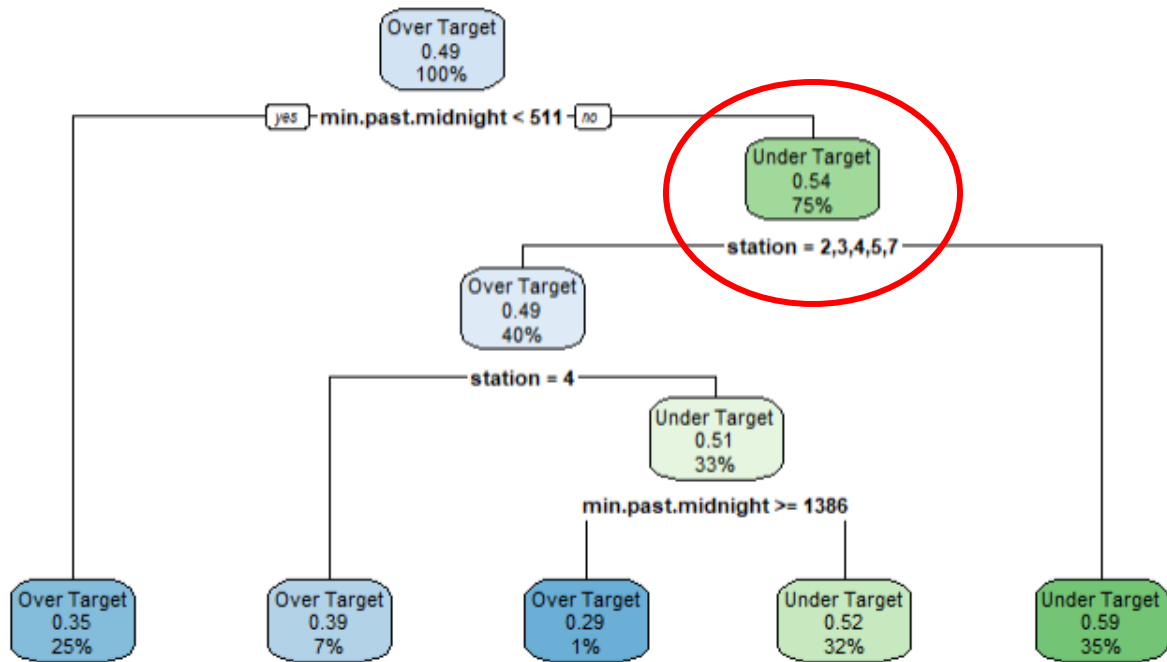 Over Target
0.49
100%
yes min.past.midnight < 511 no
Under Target
0.54
75%
station = 2,3,4,5,7
Over Target
0.49
40%
station = 4
Under Target
0.51
33%
min.past.midnight >= 1386
Over Target
0.35
25%
Over Target
0.39
7%
Over Target
0.29
1%
Under Target
0.52
32%
Under Target
0.59
35%